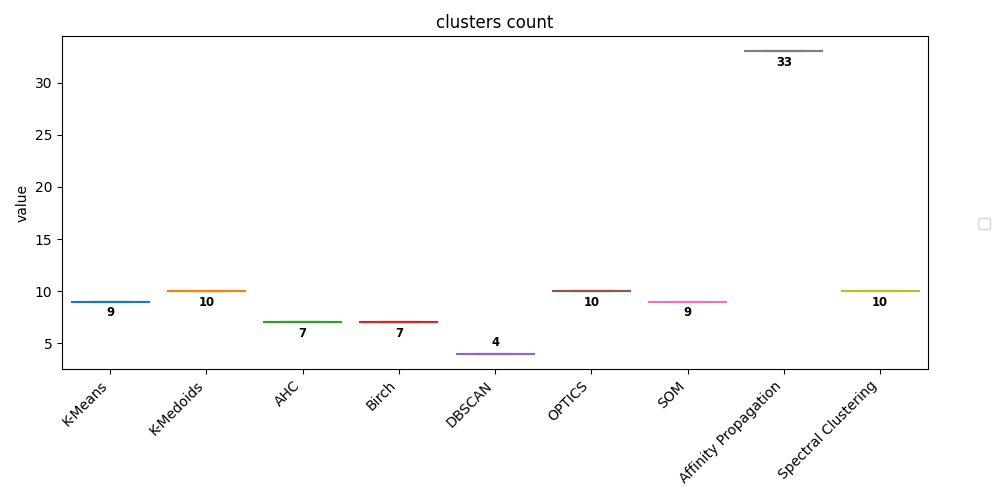 clusters count
value
30
25
20
15
10
5
33
9
10
7
7
4
10
9
10
K-Means
K-Medoids
AHC
Birch
DBSCAN
OPTICS
SOM
Affinity Propagation
Spectral Clustering